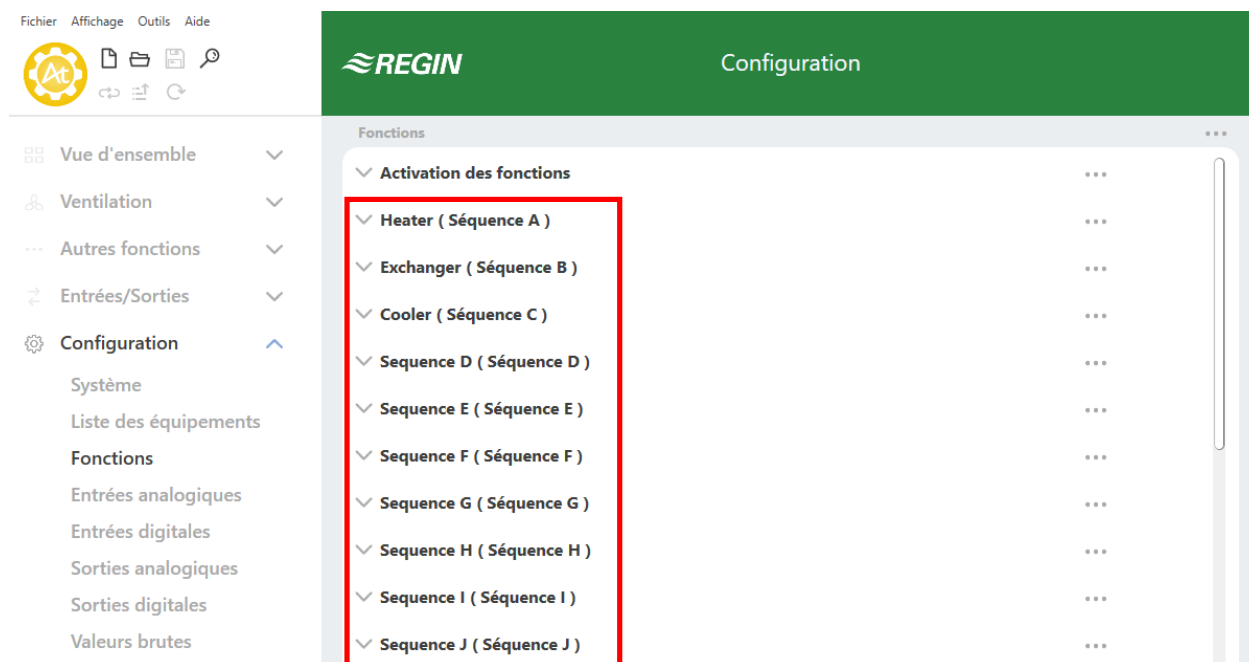 Fichier Affichage Outils Aide
At
REGIN
Configuration
Vue d'ensemble
Ventilation
Autres fonctions
Entrées/Sorties
Configuration
Système
Liste des équipements
Fonctions
Entrées analogiques
Entrées digitales
Sorties analogiques
Sorties digitales
Valeurs brutes
Fonctions
Activation des fonctions
Heater ( Séquence A )
Exchanger ( Séquence B )
Cooler ( Séquence C )
Sequence D ( Séquence D )
Sequence E ( Séquence E )
Sequence F ( Séquence F )
Sequence G ( Séquence G )
Sequence H ( Séquence H )
Sequence I ( Séquence I )
Sequence J ( Séquence J )